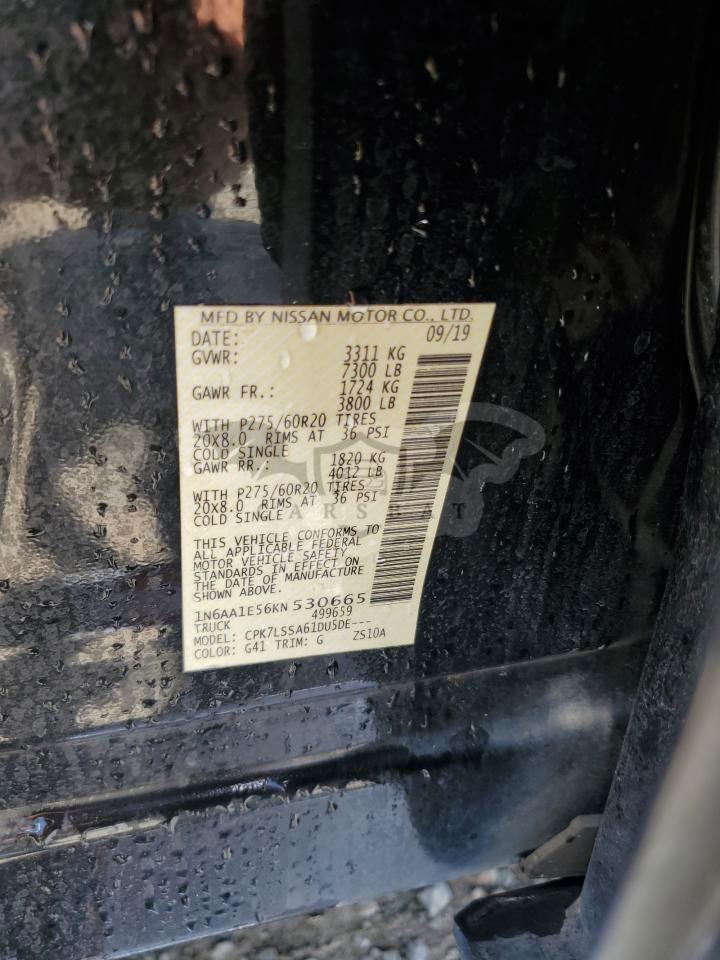 MFD BY NISSAN MOTOR CO., LTD.
DATE: 09/19
GVWR: 3311 KG
7300 LB
GAWR FR.: 1724 KG
3800 LB
WITH P275/60R20 TIRES
20X8.0 RIMS AT 36 PSI
COLD SINGLE
GAWR RR.: 1820 KG
4012 LB
WITH P275/60R20 TIRES
20X8.0 RIMS AT 36 PSI
COLD SINGLE
THIS VEHICLE CONFORMS TO
ALL APPLICABLE FEDERAL
MOTOR VEHICLE SAFETY
STANDARDS IN EFFECT ON
THE DATE OF MANUFACTURE
SHOWN ABOVE.
1N6AA1E56KN 530665
TRUCK 499659
MODEL: CPK7LSSA61DU5DE---
COLOR: G41 TRIM: G ZS10A